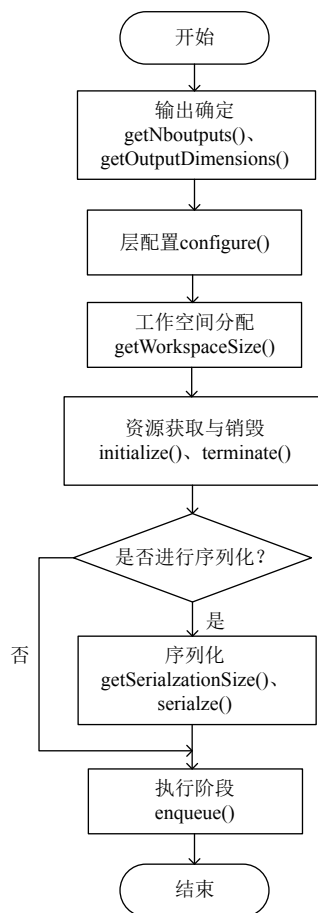 开始
输出确定
getNboutputs()、
getOutputDimensions()
层配置configure()
工作空间分配
getWorkspaceSize()
资源获取与销毁
initialize()、terminate()
是否进行序列化？
是
否
序列化
getSerialzationSize()、
serialze()
执行阶段
enqueue()
结束